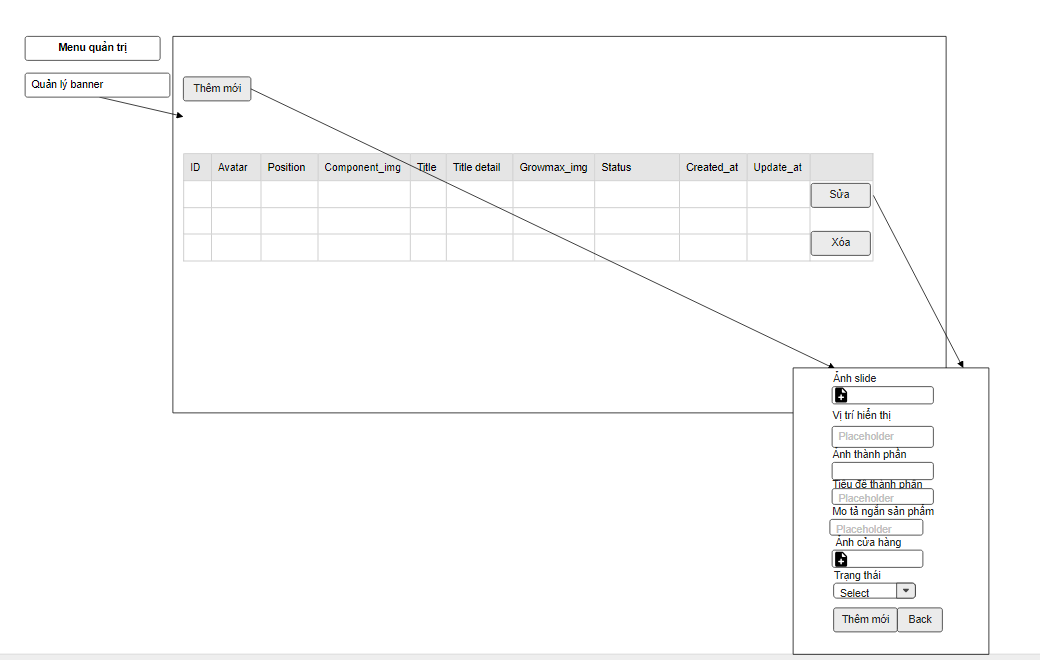 Menu quản trị
Quản lý banner
Thêm mới
ID Avatar Position Component_img Title Title detail Growmax_img Status Created_at Update_at
Sửa
Xóa
Ảnh slide
Vị trí hiển thị
Placeholder
Ảnh thành phần
Tiêu đề thành phần
Placeholder
Mo tả ngắn sản phẩm
Placeholder
Ảnh cửa hàng
Trạng thái
Select
Thêm mới Back